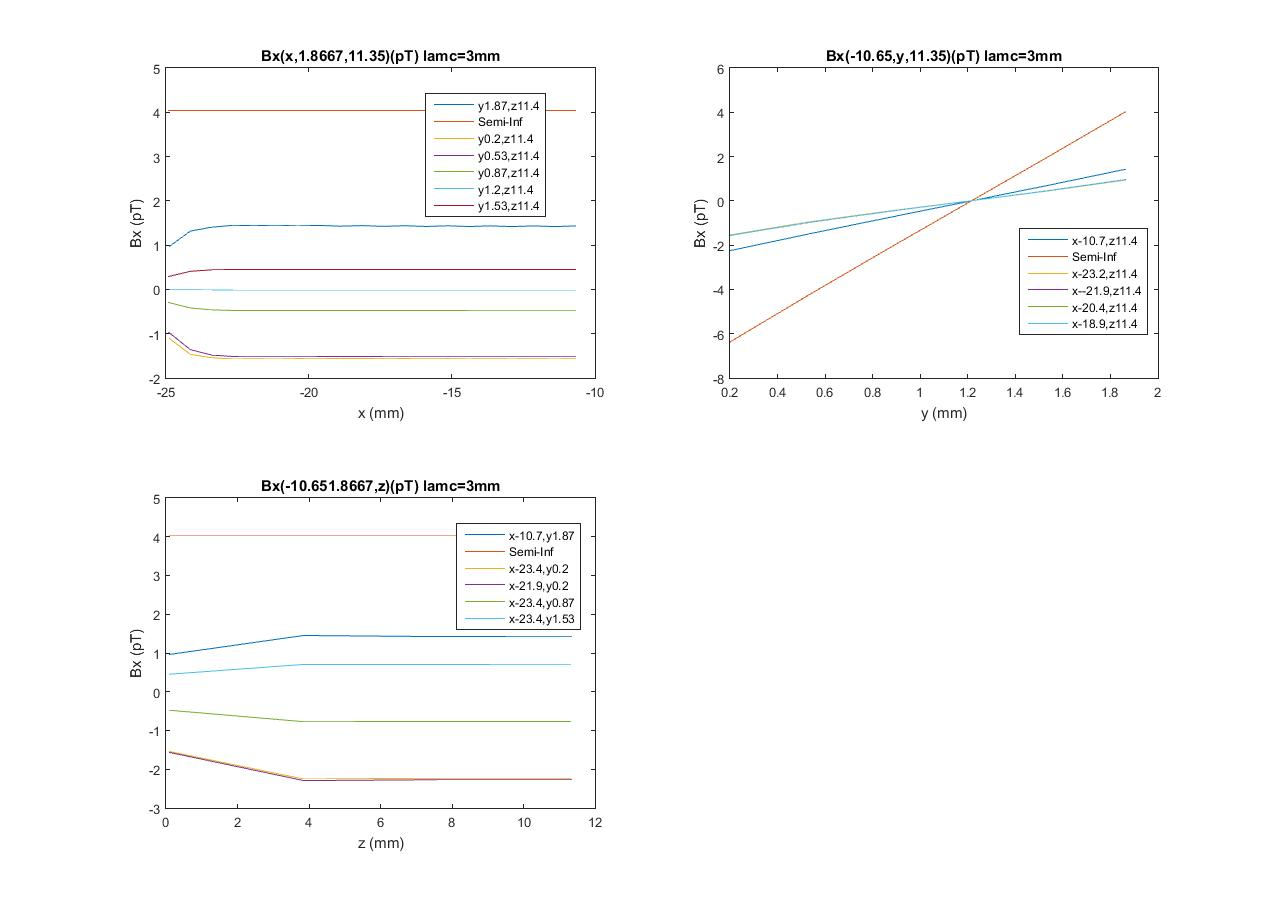 Bx(x,1.8667,11.35)(pT) lamc=3mm
5
4
3
2
1
0
-1
-2
Bx (pT)
y1.87,z11.4
Semi-Inf
y0.2,z11.4
y0.53,z11.4
y0.87,z11.4
y1.2,z11.4
y1.53,z11.4
-25 -20 -15 -10
x (mm)
Bx(-10.65,y,11.35)(pT) lamc=3mm
6
4
2
0
-2
-4
-6
-8
Bx (pT)
x-10.7,z11.4
Semi-Inf
x-23.2,z11.4
x--21.9,z11.4
x-20.4,z11.4
x-18.9,z11.4
0.2 0.4 0.6 0.8 1 1.2 1.4 1.6 1.8 2
y (mm)
Bx(-10.651.8667,z)(pT) lamc=3mm
5
4
3
2
1
0
-1
-2
-3
Bx (pT)
x-10.7,y1.87
Semi-Inf
x-23.4,y0.2
x-21.9,y0.2
x-23.4,y0.87
x-23.4,y1.53
0 2 4 6 8 10 12
z (mm)